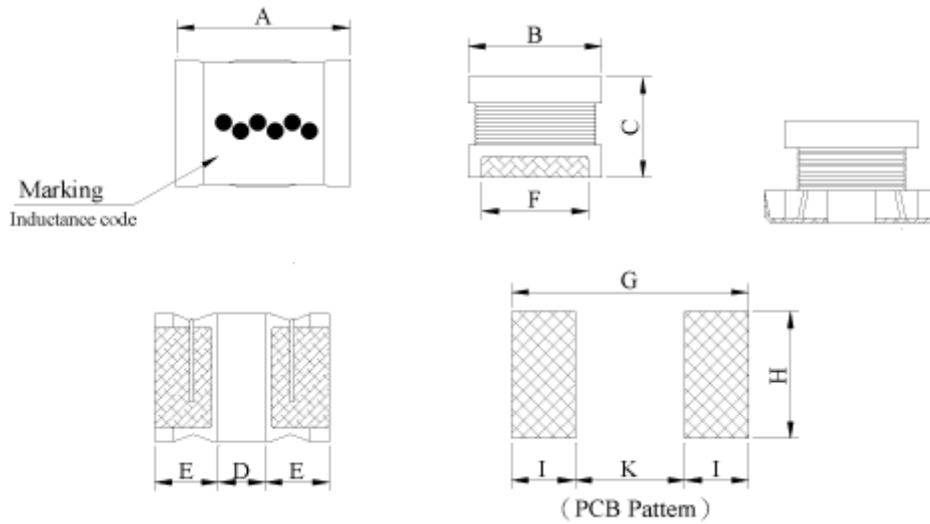 A
B
C
F
Marking
Inductance code
G
H
E D E
I K I
(PCB Pattem)